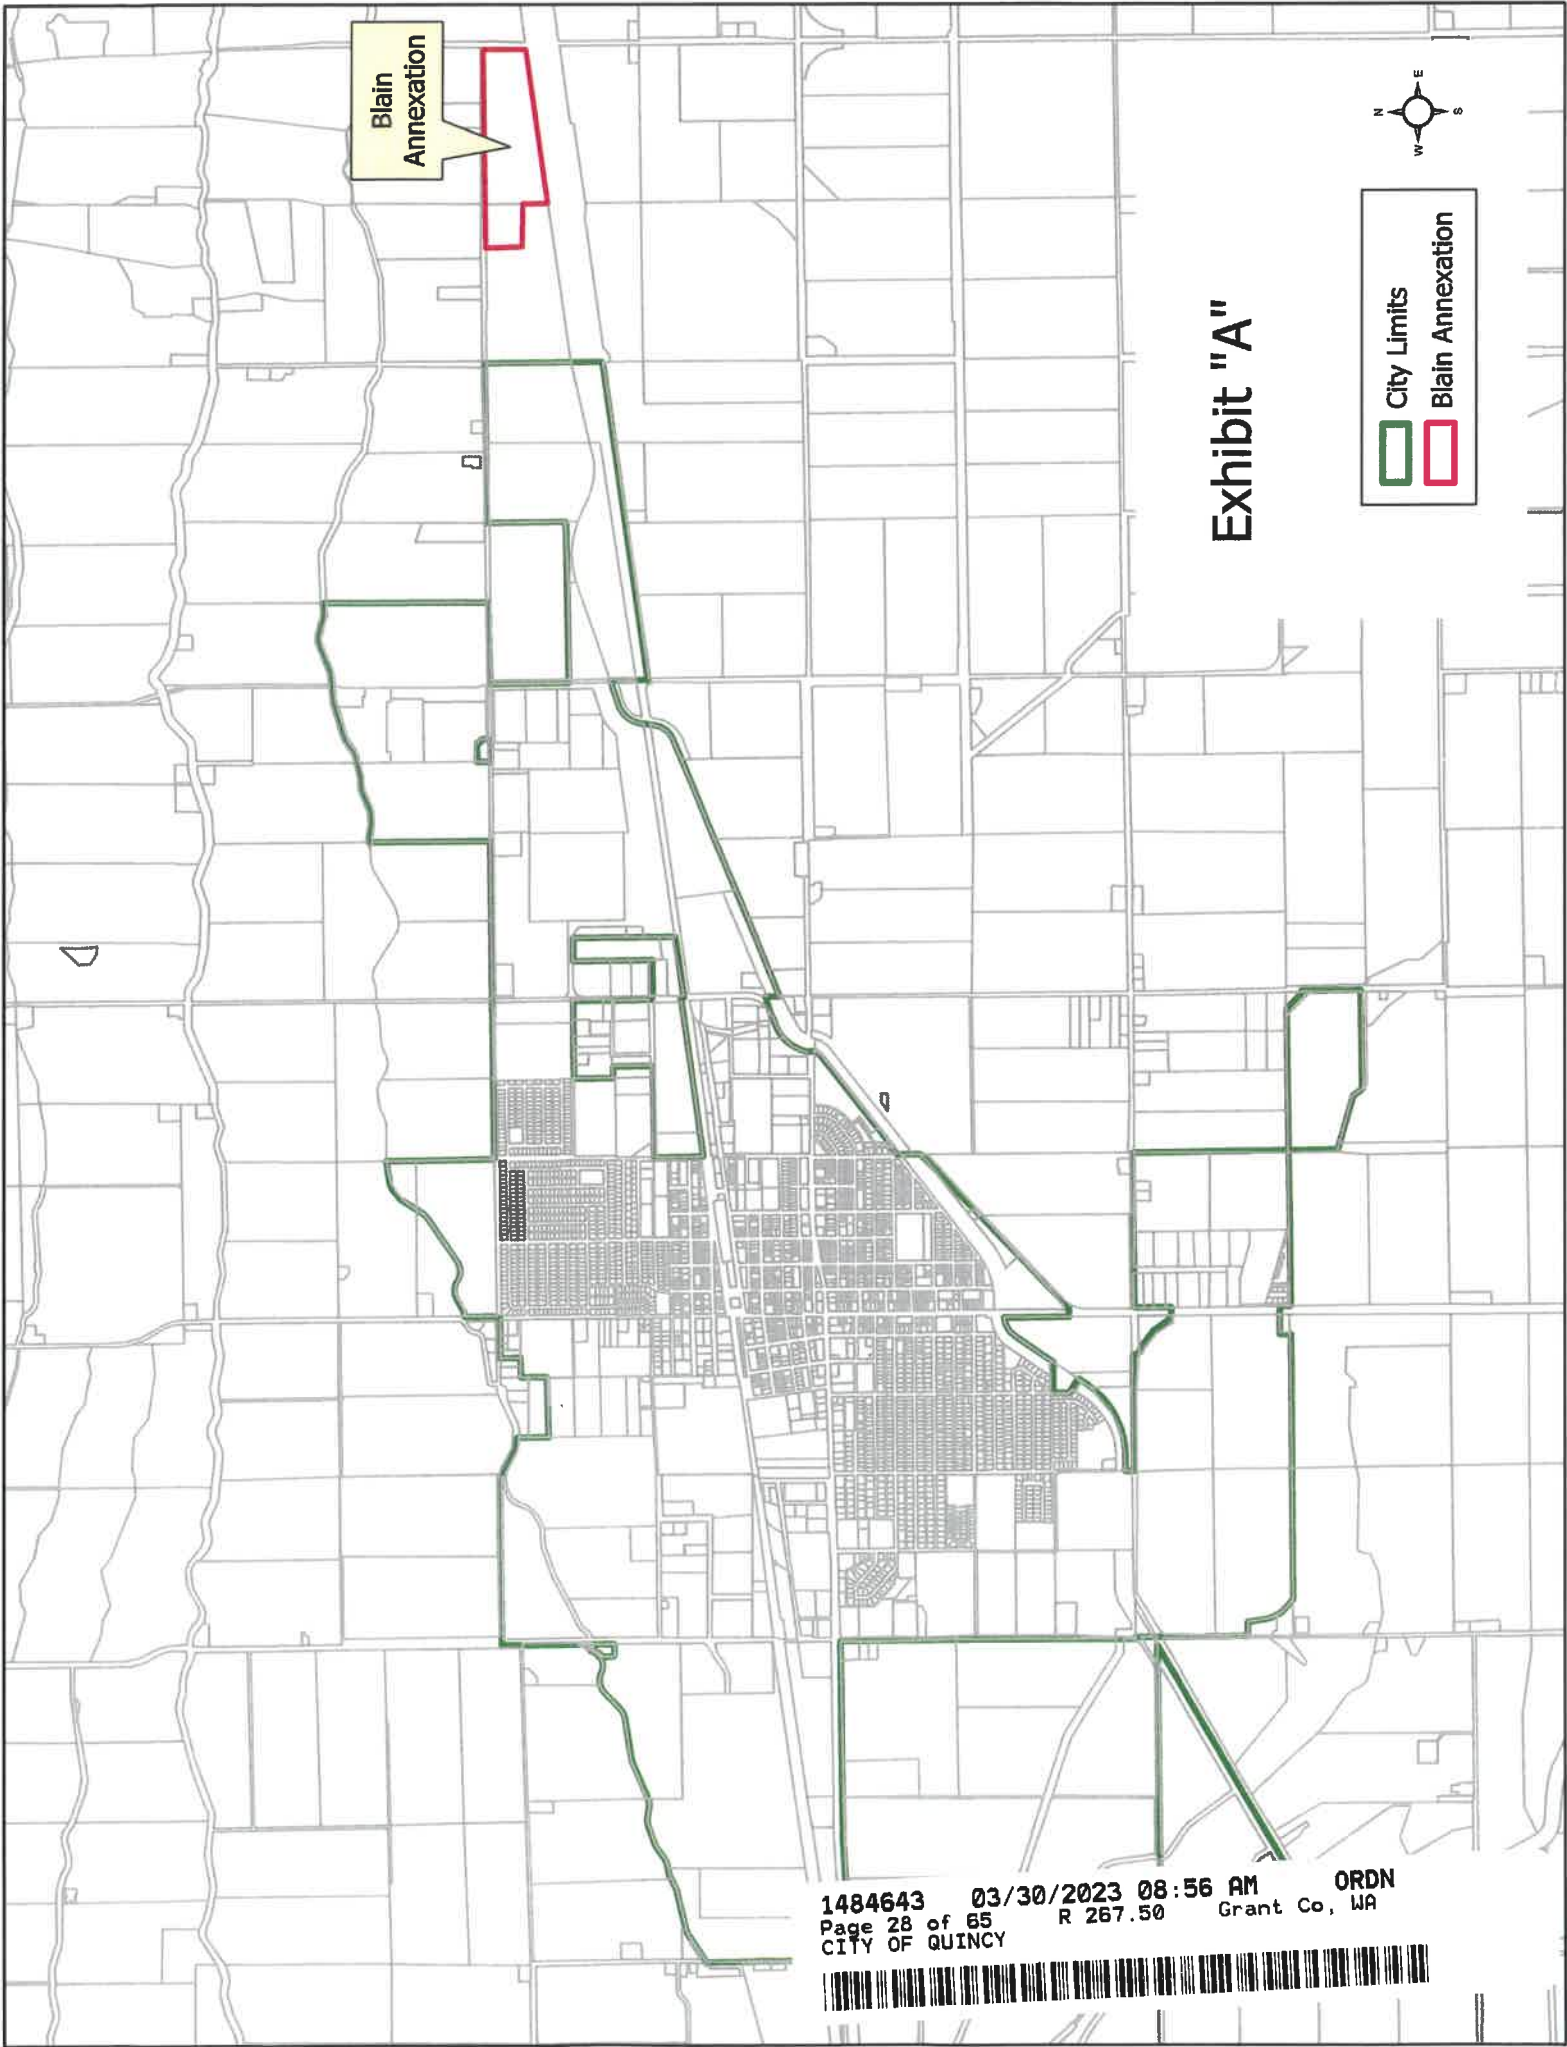 Blain
Annexation
N
W
E
S
Exhibit "A"
City Limits
Blain Annexation
1484643 03/30/2023 08:56 AM ORDN
Page 28 of 65 R 267.50 Grant Co, WA
CITY OF QUINCY